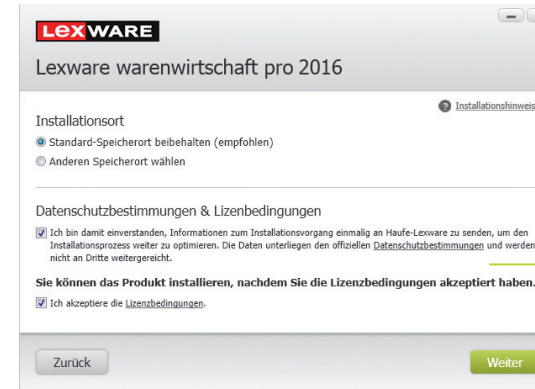 LEXWARE
Lexware warenwirtschaft pro 2016
Installationshinweis
Installationsort
Standard-Speicherort beibehalten (empfohlen)
Anderen Speicherort wählen
Datenschutzbestimmungen & Lizenbedingungen
Ich bin damit einverstanden, Informationen zum Installationsvorgang einmalig an Haufe-Lexware zu senden, um den
Installationsprozess weiter zu optimieren. Die Daten unterliegen den offiziellen Datenschutzbestimmungen und werden
nicht an Dritte weitergereicht.
Sie können das Produkt installieren, nachdem Sie die Lizenzbedingungen akzeptiert haben.
Ich akzeptiere die Lizenzbedingungen.
Zurück
Weiter